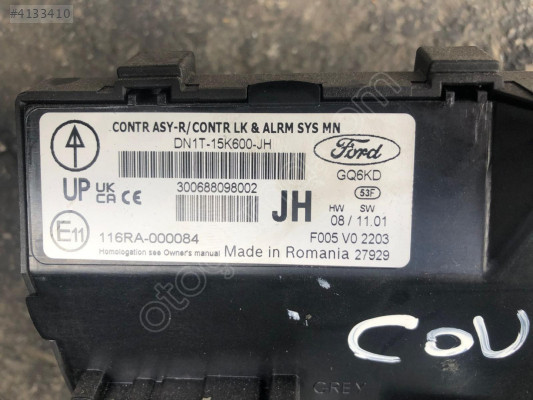 #4133410
CONTR ASY-R/CONTR LK & ALRM SYS MN
DN1T-15K600-JH
Ford
GQ6KD
53F
UP UK CA CE
300688098002
JH
HW SW
08 / 11.01
E11
116RA-000084
F005 V0 2203
Homologation see Owner's manual
Made in Romania 27929
COU
GREY